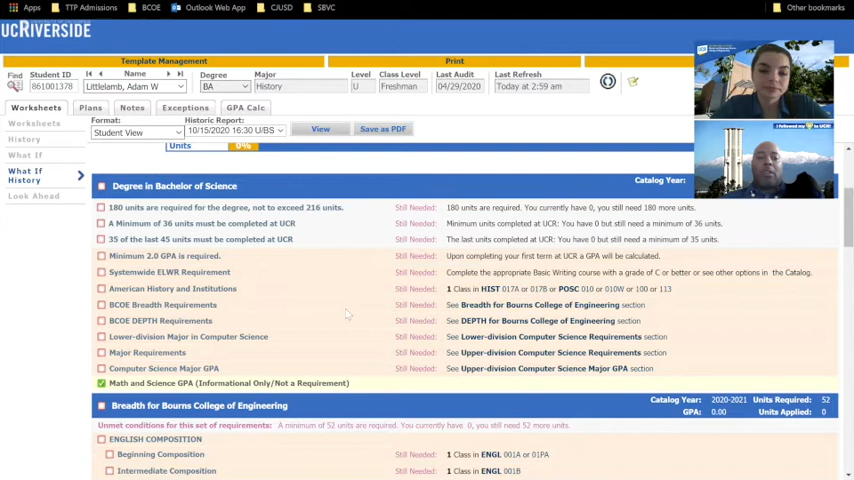 Apps TTP Admissions BCOE Outlook Web App CJUSD SBVC Other bookmarks
UCRIVERSIDE
Template Management Print
Find Student ID Name Degree Major Level Class Level Last Audit Last Refresh
861001378 Littlelamb, Adam W BA History U Freshman 04/29/2020 Today at 2:59 am
Worksheets Plans Notes Exceptions GPA Calc
Worksheets
History
What If
What If
History
Look Ahead
Format: Historic Report:
Student View 10/15/2020 16:30 U/BS View Save as PDF
Units 0%
Degree in Bachelor of Science Catalog Year:
180 units are required for the degree, not to exceed 216 units. Still Needed: 180 units are required. You currently have 0, you still need 180 more units.
A Minimum of 36 units must be completed at UCR Still Needed: Minimum units completed at UCR: You have 0 but still need a minimum of 36 units.
35 of the last 45 units must be completed at UCR Still Needed: The last units completed at UCR: You have 0 but still need a minimum of 35 units.
Minimum 2.0 GPA is required. Still Needed: Upon completing your first term at UCR a GPA will be calculated.
Systemwide ELWR Requirement Still Needed: Complete the appropriate Basic Writing course with a grade of C or better or see other options in the Catalog.
American History and Institutions Still Needed: 1 Class in HIST 017A or 017B or POSC 010 or 010W or 100 or 113
BCOE Breadth Requirements Still Needed: See Breadth for Bourns College of Engineering section
BCOE DEPTH Requirements Still Needed: See DEPTH for Bourns College of Engineering section
Lower-division Major in Computer Science Still Needed: See Lower-division Computer Science Requirements section
Major Requirements Still Needed: See Upper-division Computer Science Requirements section
Computer Science Major GPA Still Needed: See Upper-division Computer Science Major GPA section
Math and Science GPA (Informational Only/Not a Requirement)
Breadth for Bourns College of Engineering Catalog Year: 2020-2021 Units Required: 52
GPA: 0.00 Units Applied: 0
Unmet conditions for this set of requirements: A minimum of 52 units are required. You currently have 0, you still need 52 more units.
ENGLISH COMPOSITION
Beginning Composition Still Needed: 1 Class in ENGL 001A or 01PA
Intermediate Composition Still Needed: 1 Class in ENGL 001B